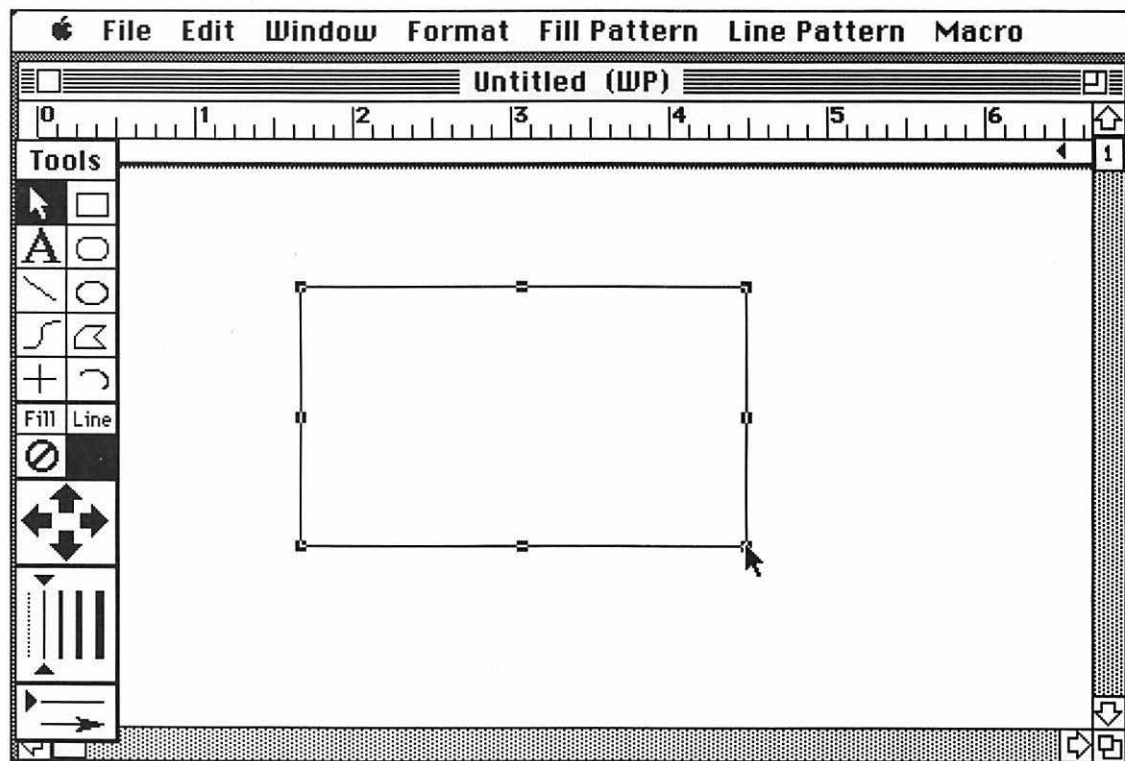 File Edit Window Format Fill Pattern Line Pattern Macro
Untitled (WP)
0 1 2 3 4 5 6
Tools
1
A
Fill Line